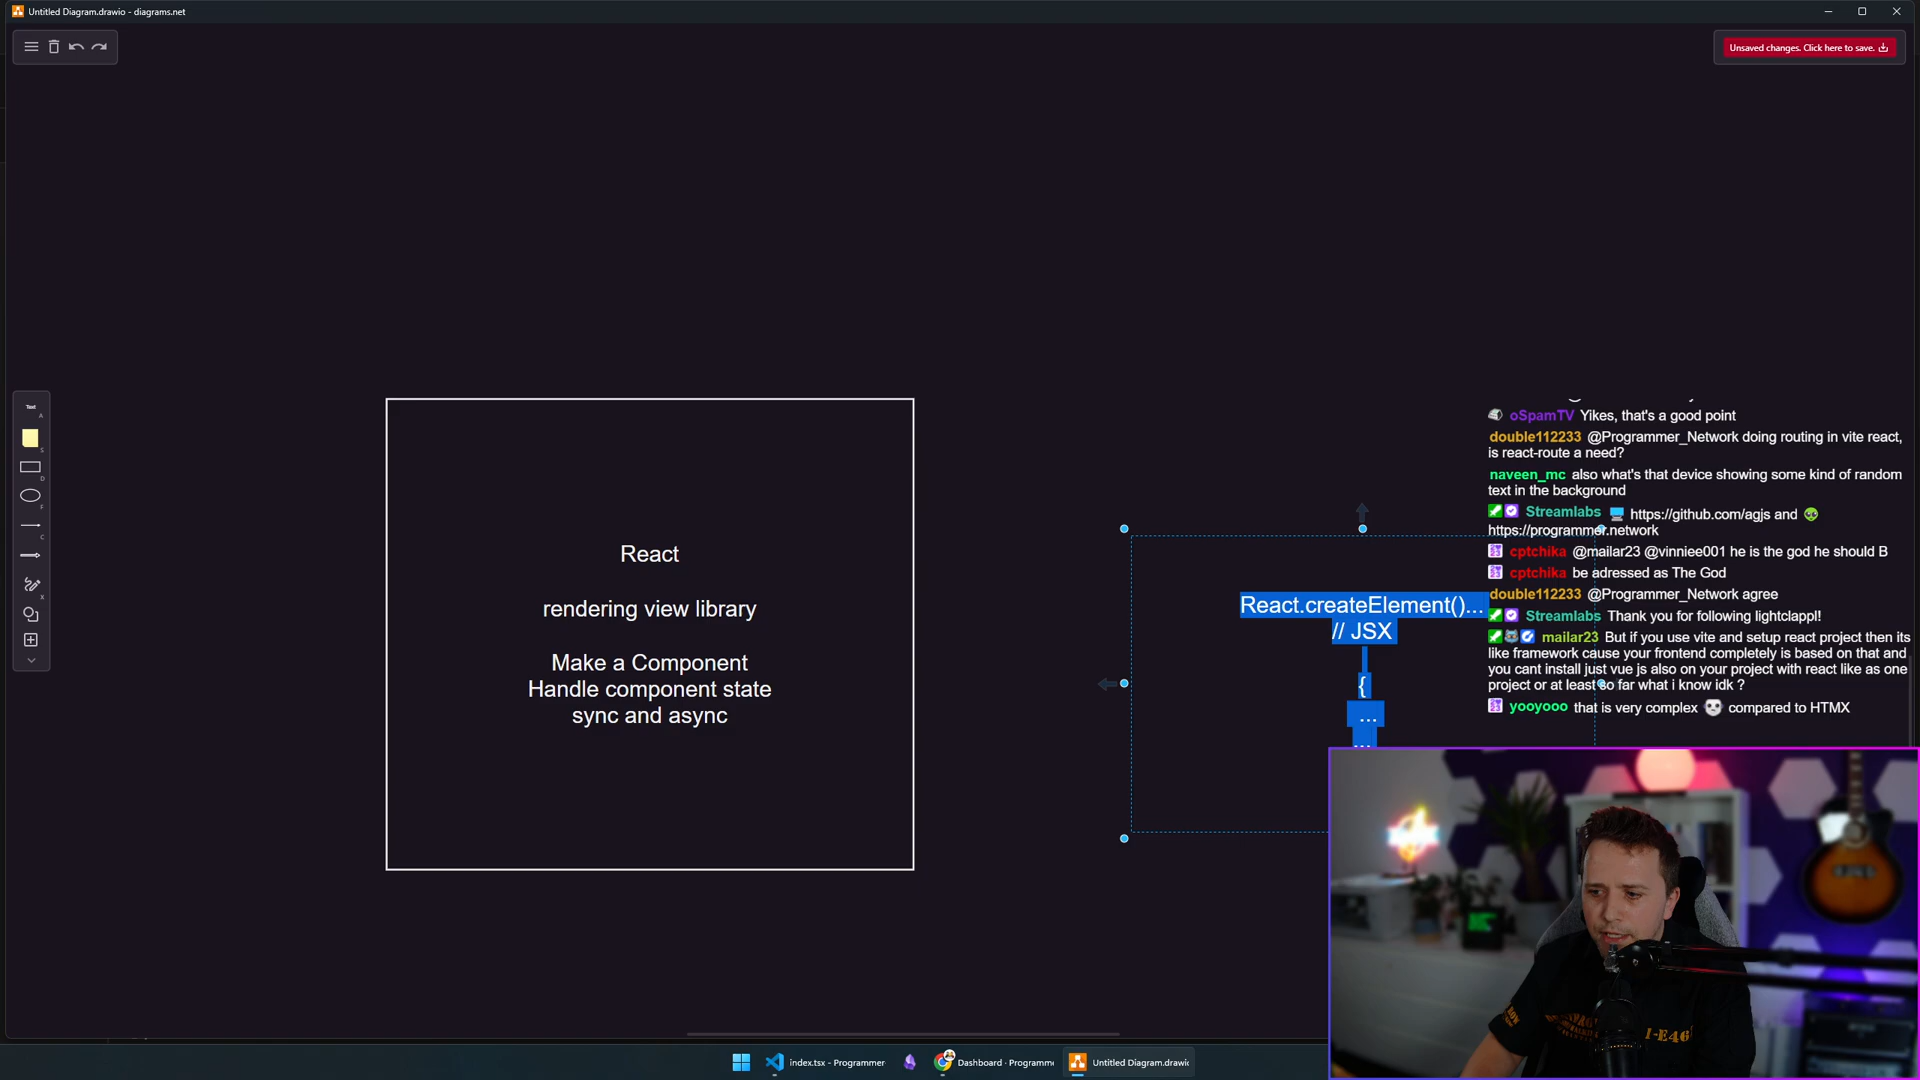 Untitled Diagram.drawio - diagrams.net
Unsaved changes. Click here to save.
Text
A
S
D
F
C
X
React
rendering view library
Make a Component
Handle component state
sync and async
React.createElement()...
// JSX
{
...
...
oSpamTV Yikes, that's a good point
double112233 @Programmer_Network doing routing in vite react,
is react-route a need?
naveen_mc also what's that device showing some kind of random
text in the background
Streamlabs https://github.com/agjs and
https://programmer.network
cptchika @mailar23 @vinniee001 he is the god he should B
cptchika be adressed as The God
double112233 @Programmer_Network agree
Streamlabs Thank you for following lightclappl!
mailar23 But if you use vite and setup react project then its
like framework cause your frontend completely is based on that and
you cant install just vue js also on your project with react like as one
project or at least so far what i know idk ?
yooyooo that is very complex compared to HTMX
I-E46
index.tsx - Programmer
Dashboard · Programme
Untitled Diagram.drawio